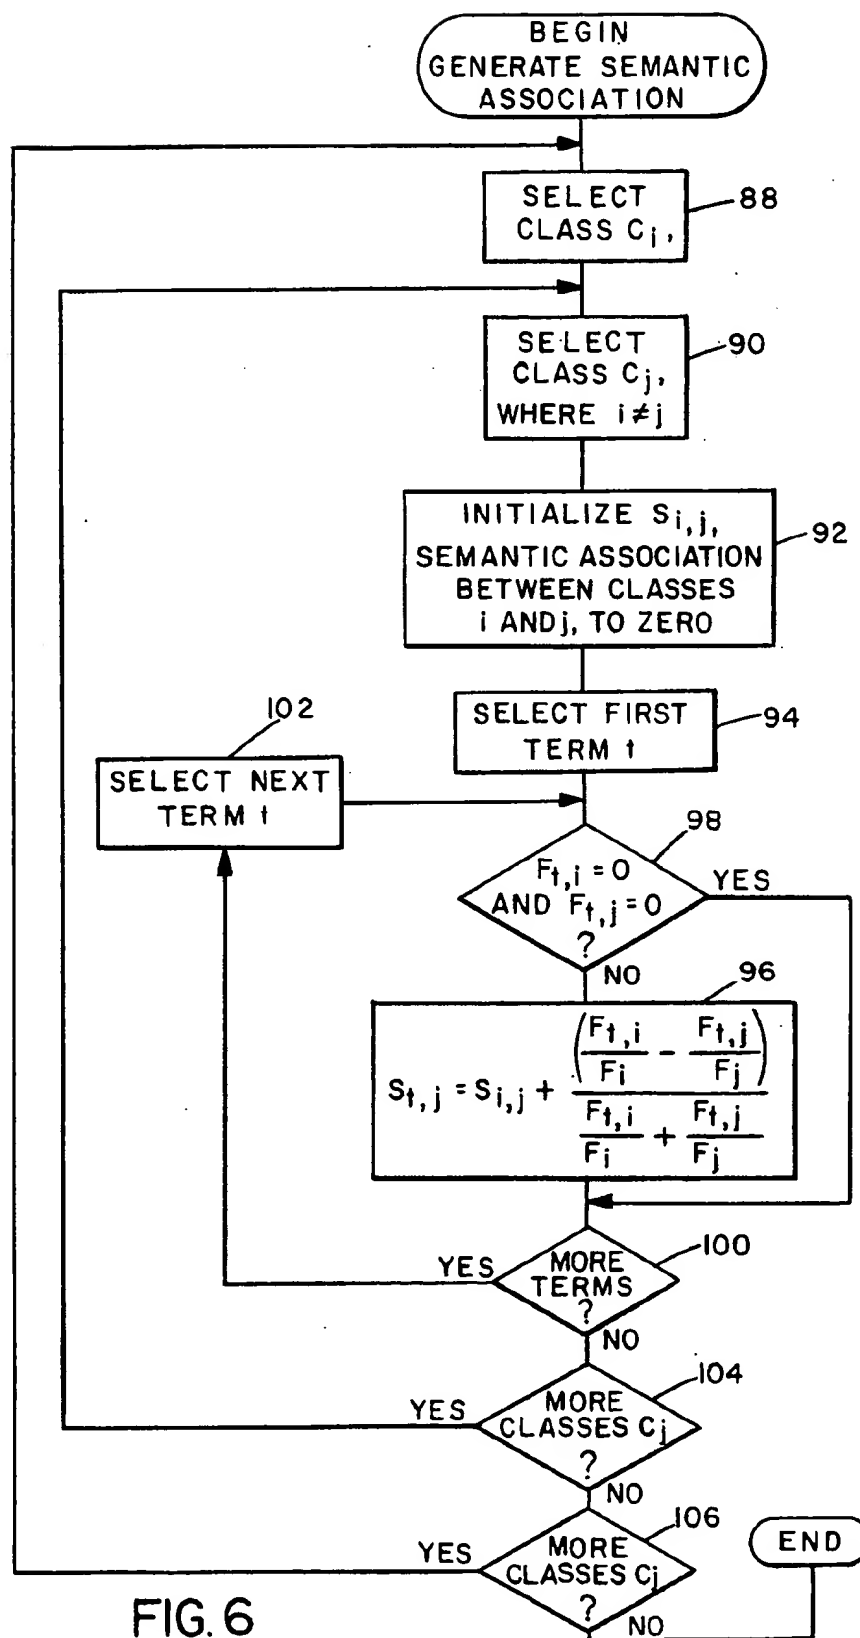 BEGIN
GENERATE SEMANTIC
ASSOCIATION
SELECT
CLASS Ci,
88
SELECT
CLASS Cj,
WHERE i≠j
90
INITIALIZE Si,j,
SEMANTIC ASSOCIATION
BETWEEN CLASSES
i AND j, TO ZERO
92
SELECT FIRST
TERM t
94
102
SELECT NEXT
TERM t
98
Ft,i = 0
AND Ft,j = 0
?
YES
NO
96
St,j = Si,j + (Ft,i/Fi - Ft,j/Fj) / Ft,i/Fi + Ft,j/Fj
100
YES
MORE
TERMS
?
NO
104
YES
MORE
CLASSES Cj
?
NO
106
YES
MORE
CLASSES Cj
?
NO
END
FIG. 6